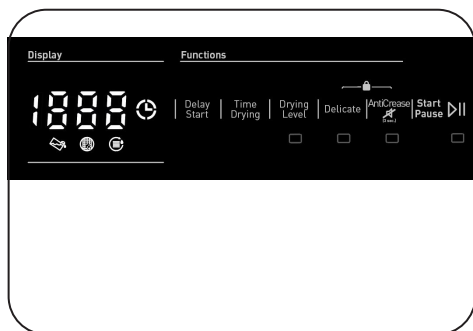 Display
Functions
1888
Delay
Start
Time
Drying
Drying
Level
Delicate
AntiCrease
Start
Pause